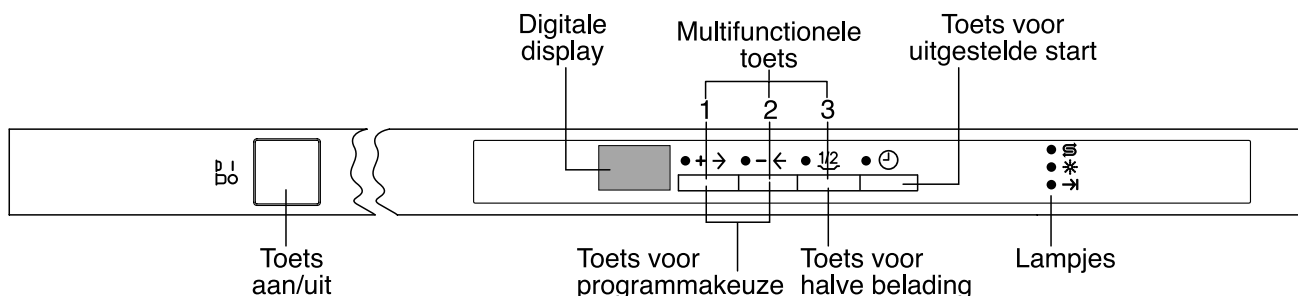 Digitale
display
Multifunctionele
toets
Toets voor
uitgestelde start
1 2 3
+ → − ← 1/2
Toets
aan/uit
Toets voor
programmakeuze
Toets voor
halve belading
Lampjes